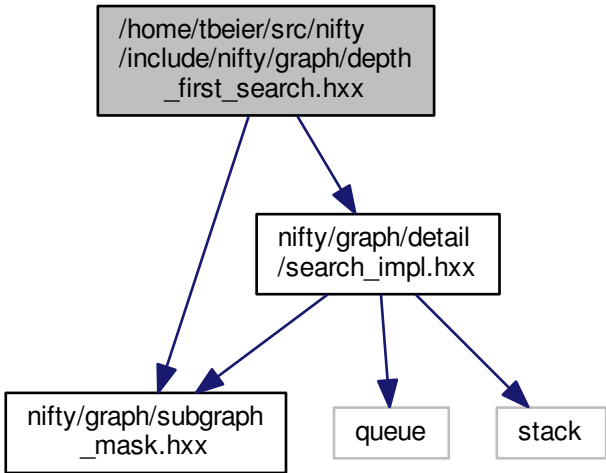 /home/tbeier/src/nifty
/include/nifty/graph/depth
_first_search.hxx
nifty/graph/detail
/search_impl.hxx
nifty/graph/subgraph
_mask.hxx
queue
stack